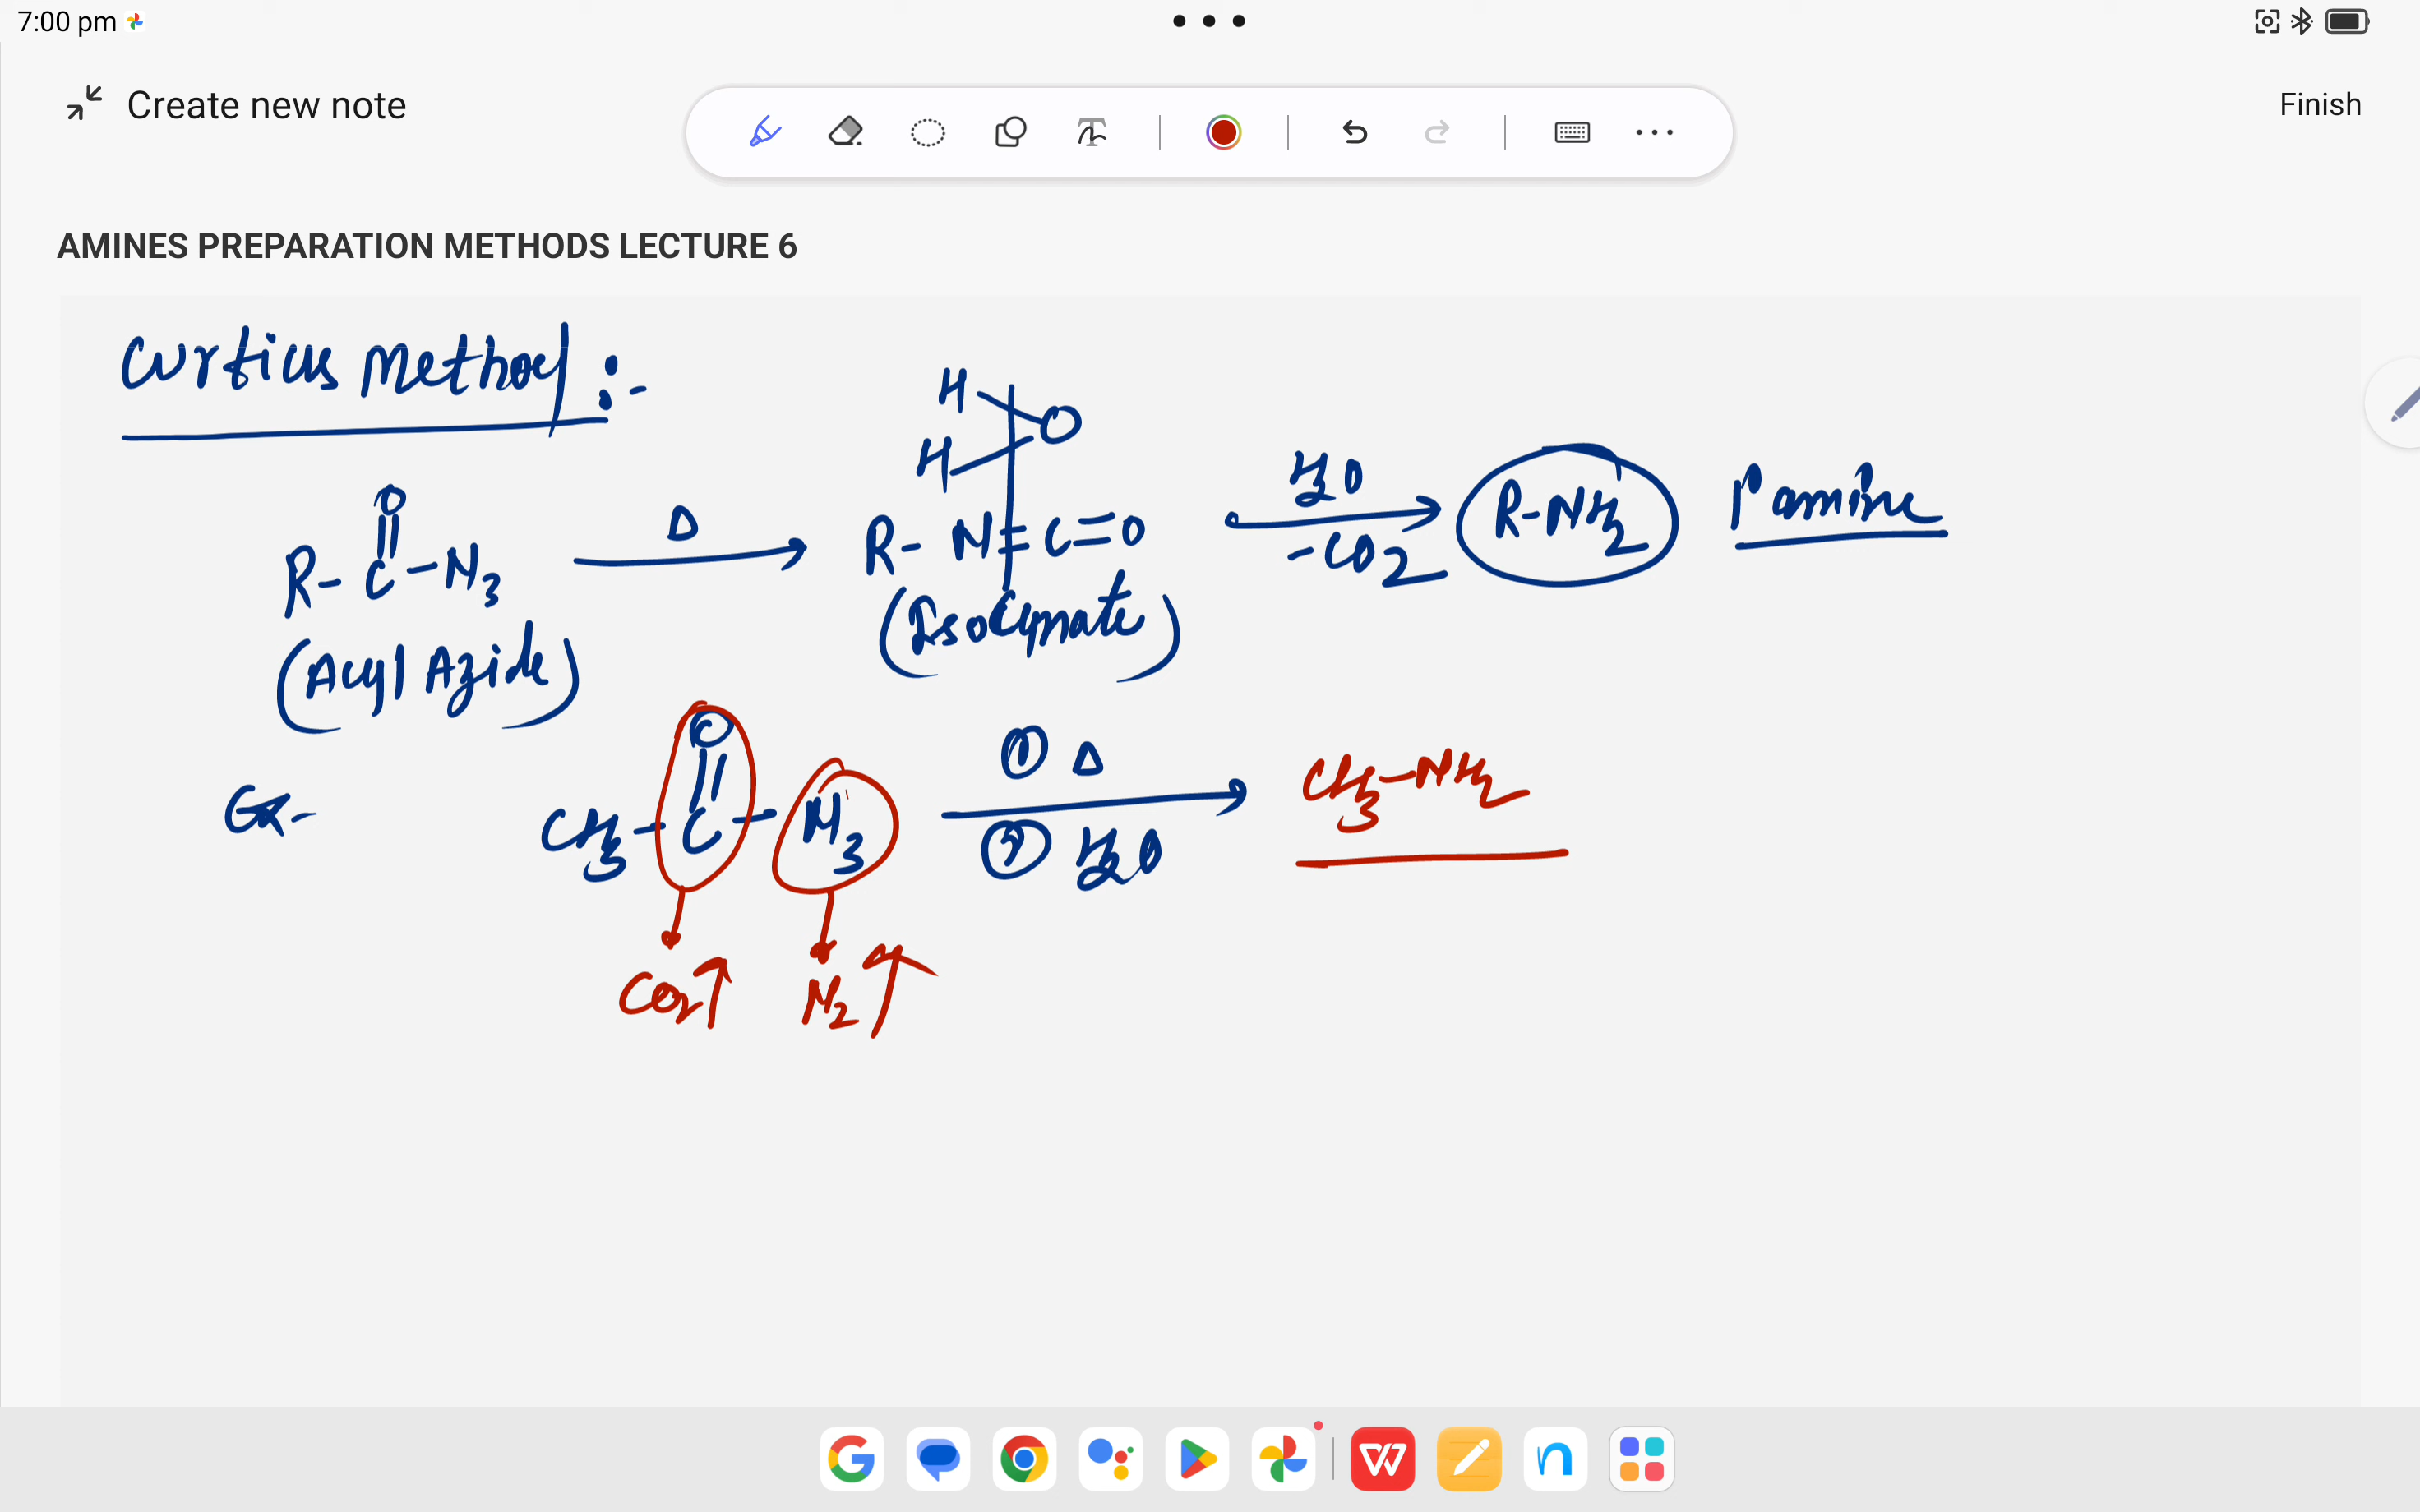 7:00 pm
Create new note
Finish
AMINES PREPARATION METHODS LECTURE 6
Curtius Method :-
H
H O
O
R- C-N3 Δ R- N=C=O H2O -CO2 R-NH2 1° amine
(Acyl Azide) (Isocynate)
O
Ex- CH3-C-N3 ① Δ ② H2O CH3-NH2
CO2↑ N2↑